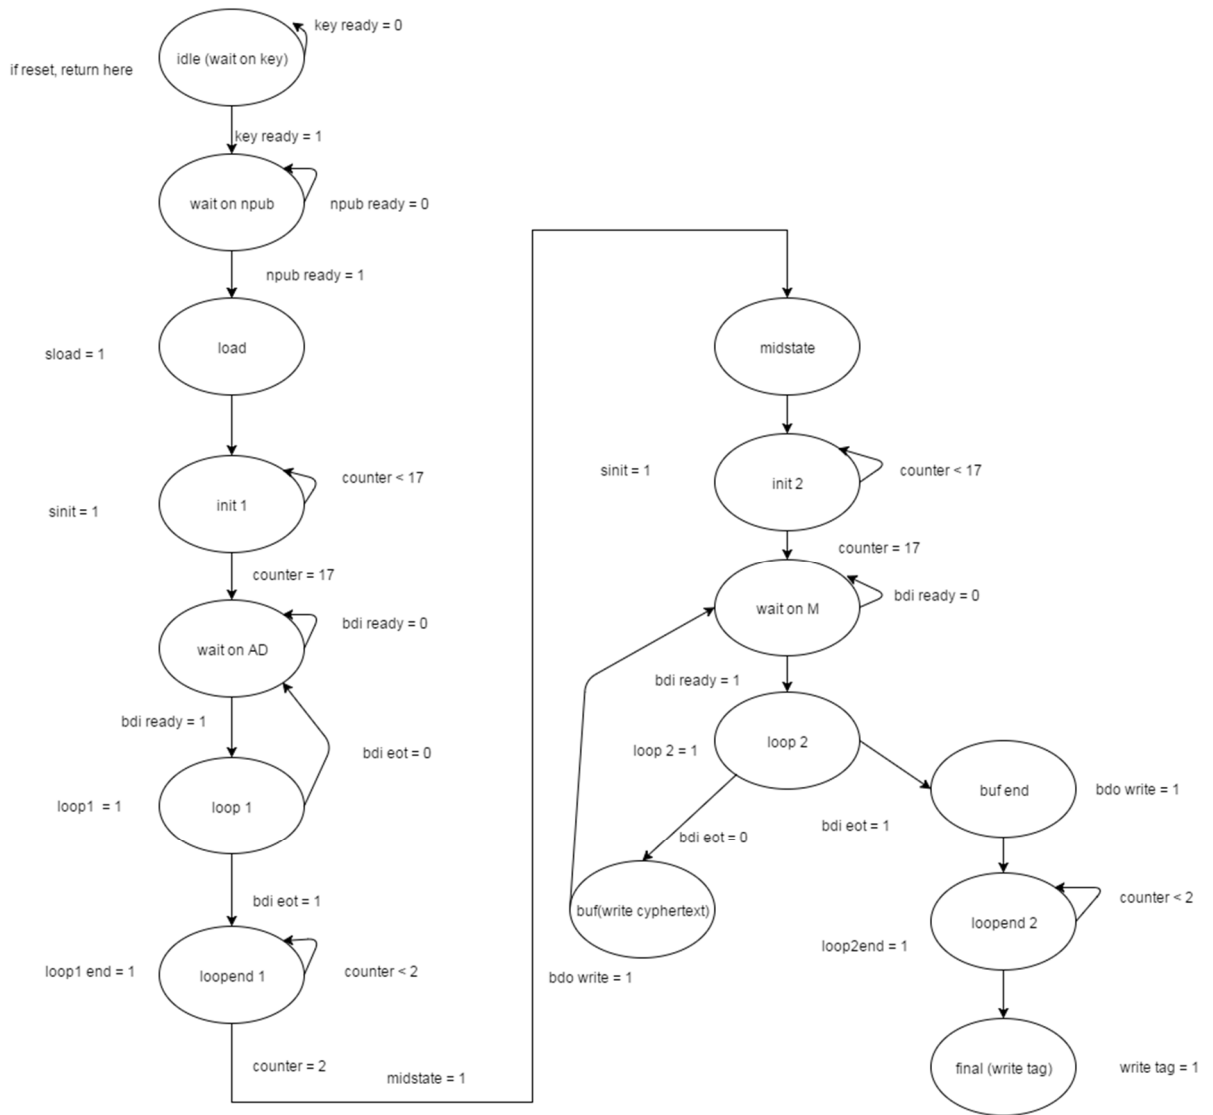 key ready = 0
idle (wait on key)
if reset, return here
key ready = 1
wait on npub
npub ready = 0
npub ready = 1
load
sload = 1
init 1
counter < 17
sinit = 1
counter = 17
wait on AD
bdi ready = 0
bdi ready = 1
bdi eot = 0
loop 1
loop1  = 1
bdi eot = 1
loopend 1
loop1 end = 1
counter < 2
counter = 2
midstate = 1
midstate
init 2
sinit = 1
counter < 17
counter = 17
wait on M
bdi ready = 0
bdi ready = 1
loop 2
loop 2 = 1
bdi eot = 0
buf(write cyphertext)
bdo write = 1
bdi eot = 1
buf end
bdo write = 1
loopend 2
counter < 2
loop2end = 1
final (write tag)
write tag = 1